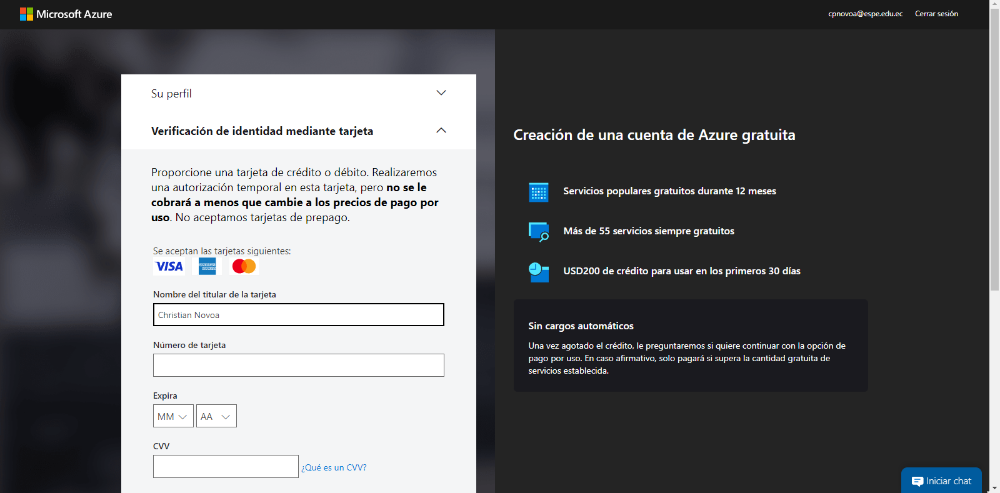 Microsoft Azure
cpnovoa@espe.edu.ec
Cerrar sesión
Su perfil
Verificación de identidad mediante tarjeta
Proporcione una tarjeta de crédito o débito. Realizaremos
una autorización temporal en esta tarjeta, pero no se le
cobrará a menos que cambie a los precios de pago por
uso. No aceptamos tarjetas de prepago.
Se aceptan las tarjetas siguientes:
VISA
AMERICAN
EXPRESS
Nombre del titular de la tarjeta
Christian Novoa
Número de tarjeta
Expira
MM
AA
CVV
¿Qué es un CVV?
Creación de una cuenta de Azure gratuita
Servicios populares gratuitos durante 12 meses
Más de 55 servicios siempre gratuitos
USD200 de crédito para usar en los primeros 30 días
Sin cargos automáticos
Una vez agotado el crédito, le preguntaremos si quiere continuar con la opción de
pago por uso. En caso afirmativo, solo pagará si supera la cantidad gratuita de
servicios establecida.
Iniciar chat